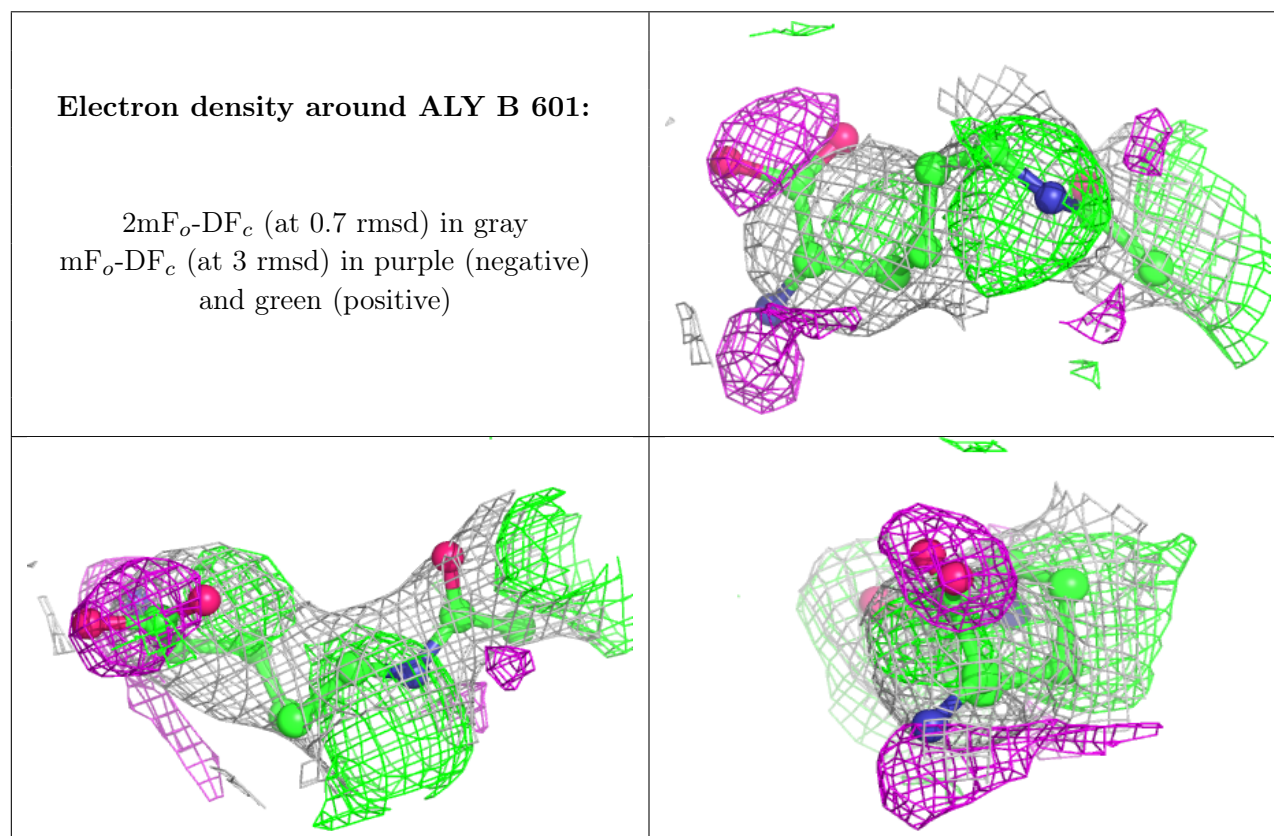 Electron density around ALY B 601:
2mFo-DFc (at 0.7 rmsd) in gray
mFo-DFc (at 3 rmsd) in purple (negative)
and green (positive)